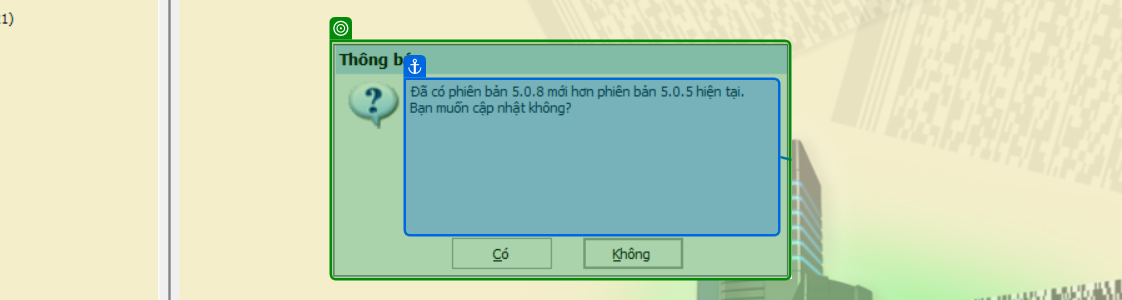 1)
Thông b
Đã có phiên bản 5.0.8 mới hơn phiên bản 5.0.5 hiện tại.
Bạn muốn cập nhật không?
Có
Không